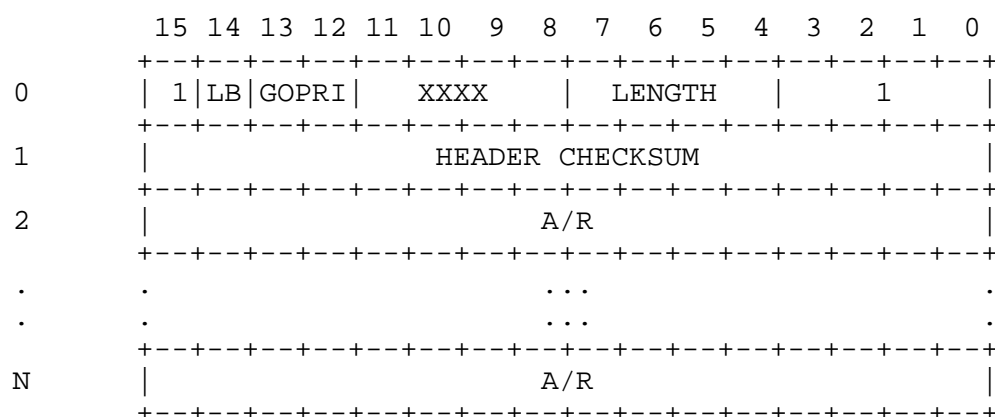 15 14 13 12 11 10 9 8 7 6 5 4 3 2 1 0
+--+--+--+--+--+--+--+--+--+--+--+--+--+--+--+--+
0 | 1|LB|GOPRI| XXXX | LENGTH | 1 |
+--+--+--+--+--+--+--+--+--+--+--+--+--+--+--+--+
1 | HEADER CHECKSUM |
+--+--+--+--+--+--+--+--+--+--+--+--+--+--+--+--+
2 | A/R |
+--+--+--+--+--+--+--+--+--+--+--+--+--+--+--+--+
. . ... .
. . ... .
+--+--+--+--+--+--+--+--+--+--+--+--+--+--+--+--+
N | A/R |
+--+--+--+--+--+--+--+--+--+--+--+--+--+--+--+--+